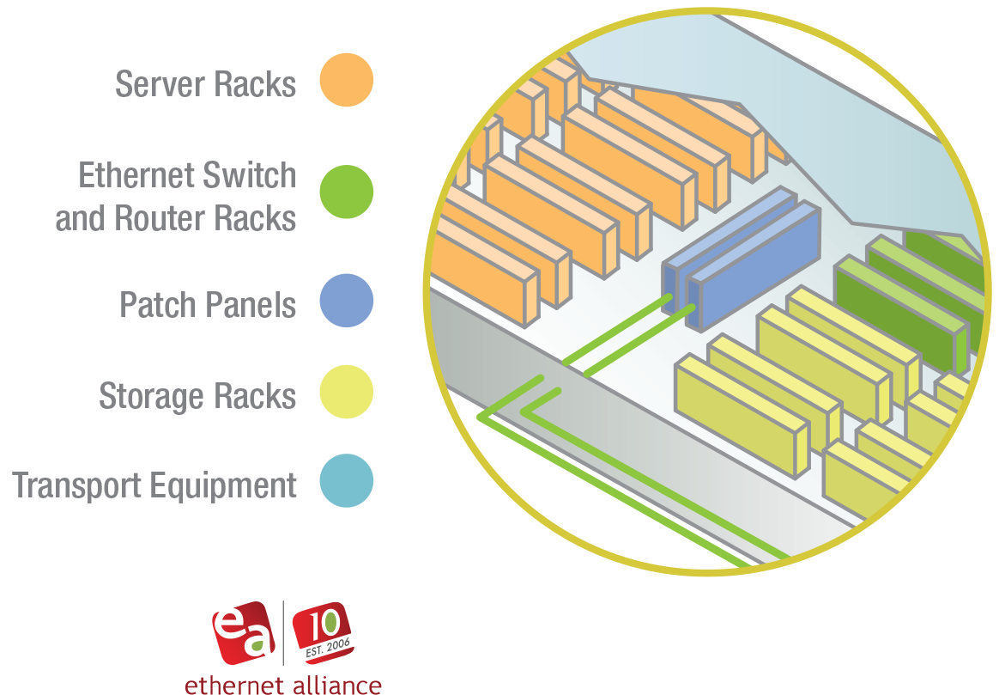 Server Racks
Ethernet Switch
and Router Racks
Patch Panels
Storage Racks
Transport Equipment
ea
10
EST. 2006
ethernet alliance